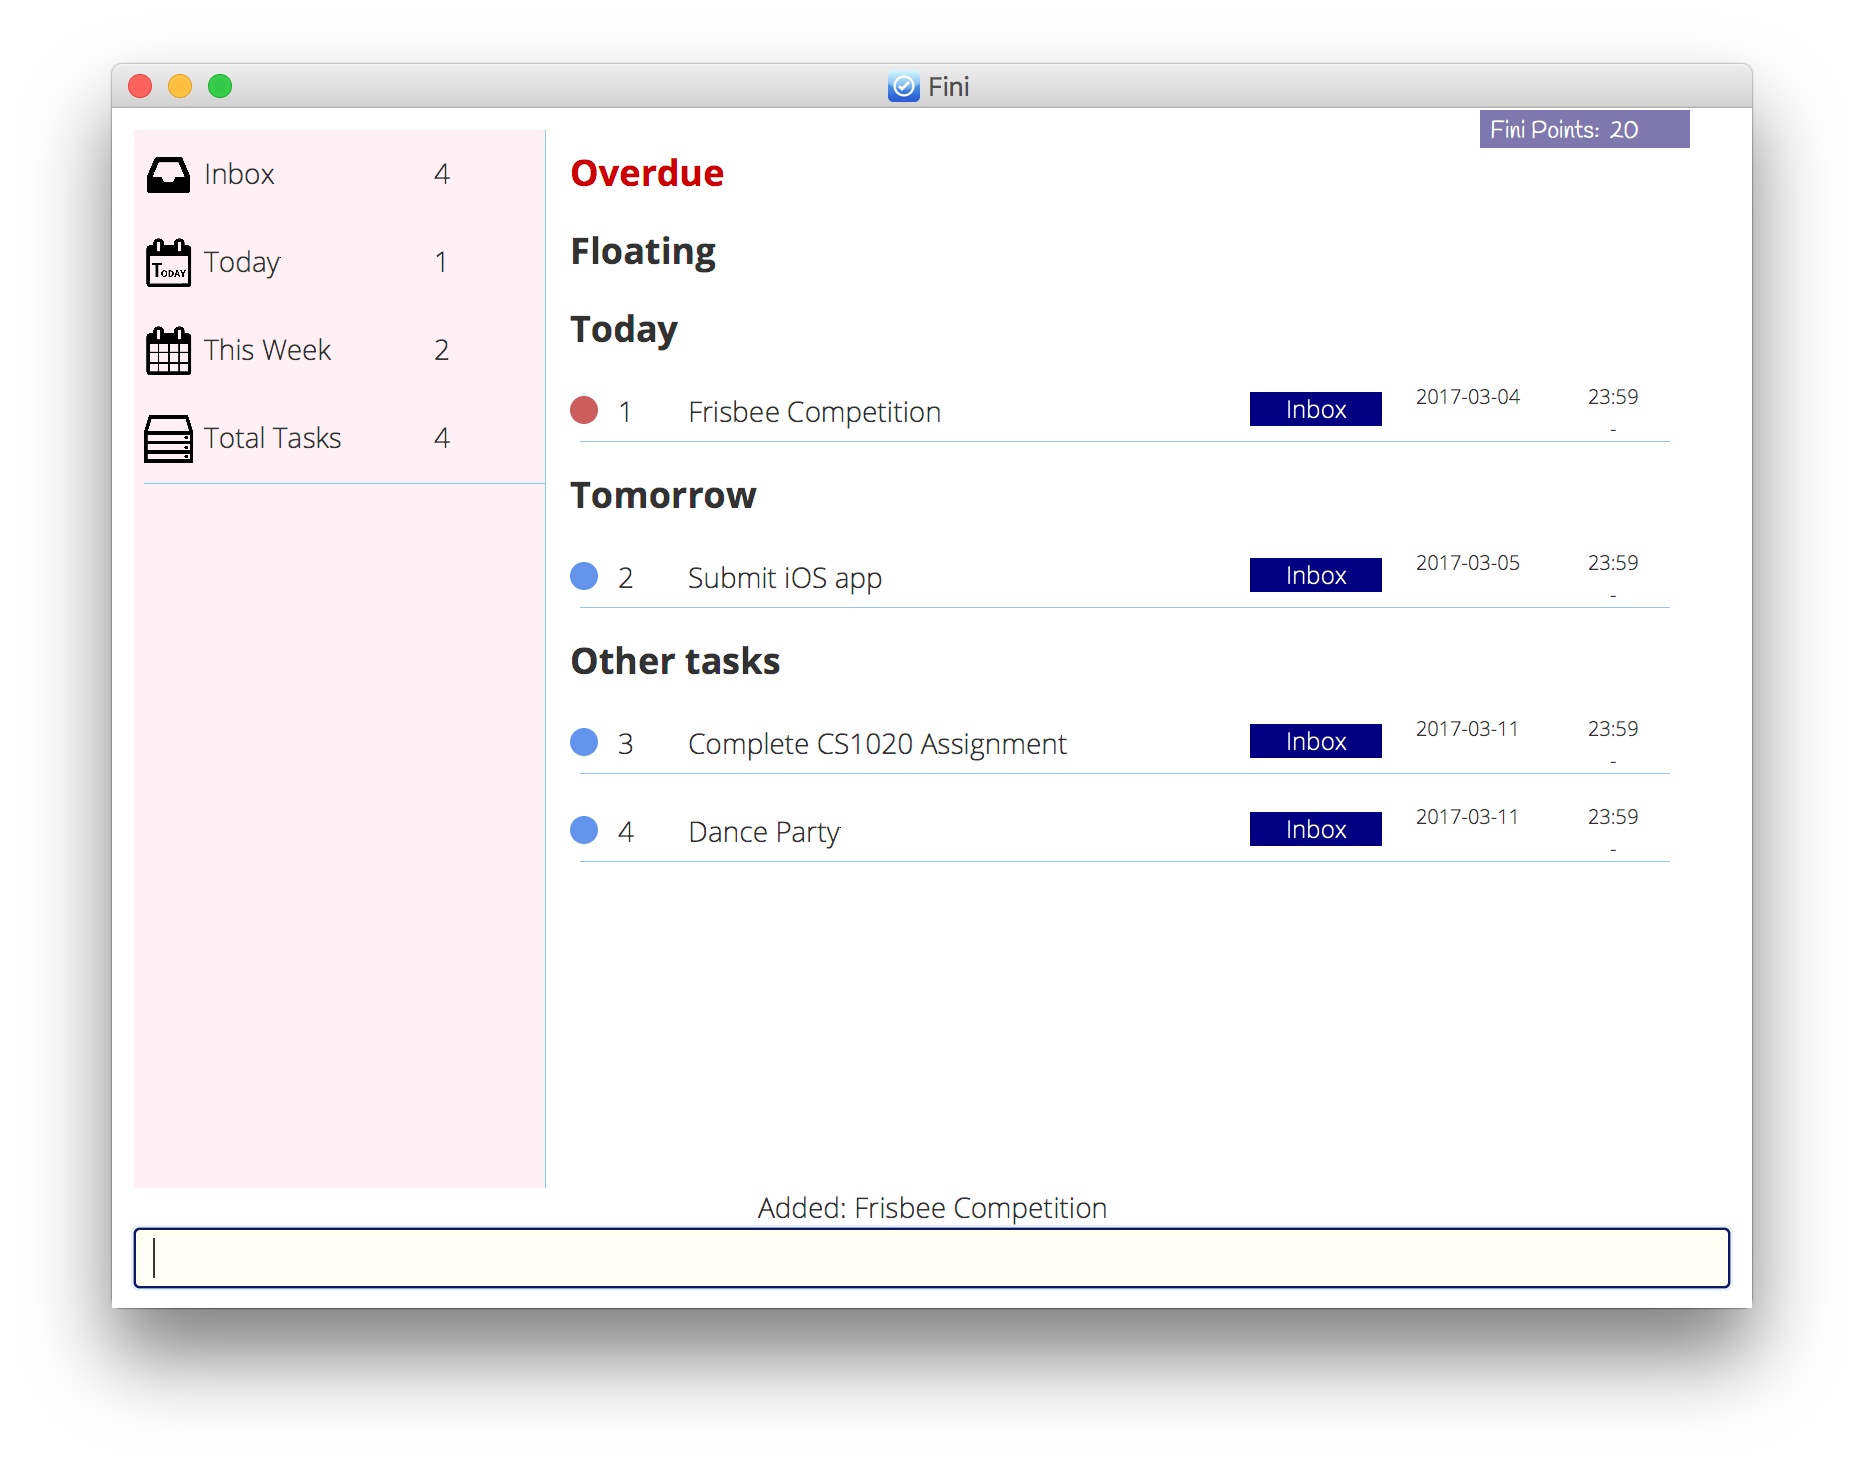 Fini
Fini Points: 20
Inbox 4
TODAY
Today 1
This Week 2
Total Tasks 4
Overdue
Floating
Today
1 Frisbee Competition Inbox 2017-03-04 23:59
-
Tomorrow
2 Submit iOS app Inbox 2017-03-05 23:59
-
Other tasks
3 Complete CS1020 Assignment Inbox 2017-03-11 23:59
-
4 Dance Party Inbox 2017-03-11 23:59
-
Added: Frisbee Competition